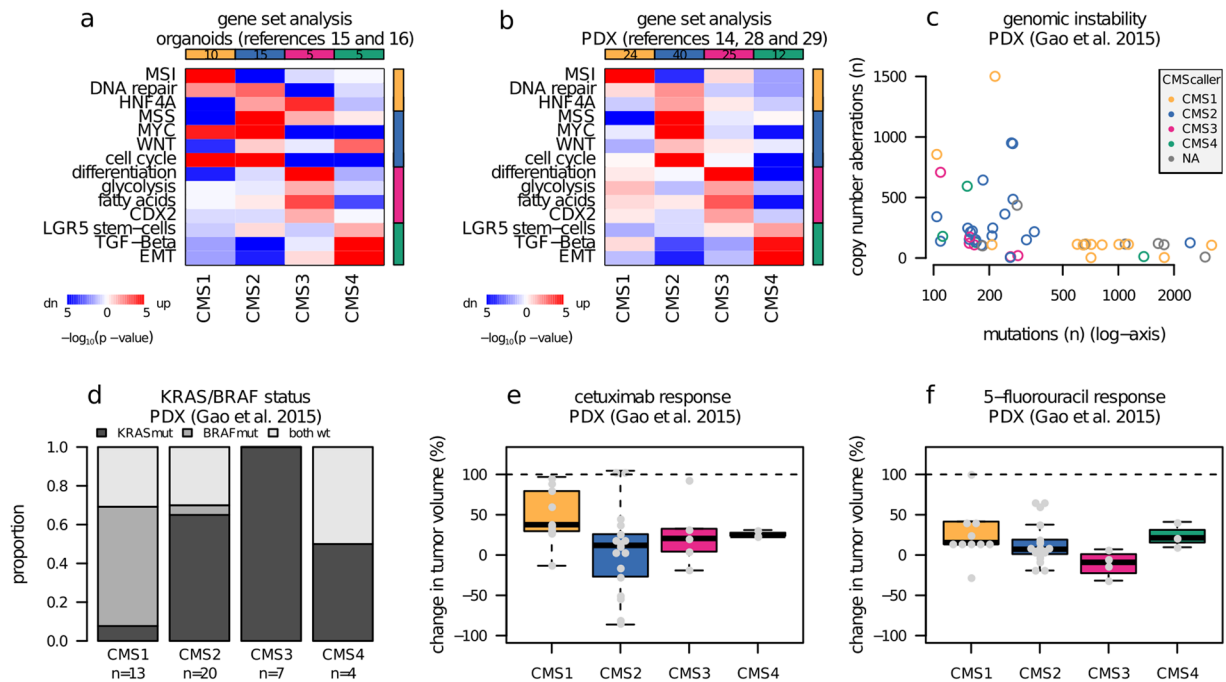 a
gene set analysis
organoids (references 15 and 16)
10 15 5 5
MSI
DNA repair
HNF4A
MSS
MYC
WNT
cell cycle
differentiation
glycolysis
fatty acids
CDX2
LGR5 stem−cells
TGF−Beta
EMT
CMS1 CMS2 CMS3 CMS4
dn up
5 0 5
−log10(p −value)
b
gene set analysis
PDX (references 14, 28 and 29)
24 40 25 12
MSI
DNA repair
HNF4A
MSS
MYC
WNT
cell cycle
differentiation
glycolysis
fatty acids
CDX2
LGR5 stem−cells
TGF−Beta
EMT
CMS1 CMS2 CMS3 CMS4
dn up
5 0 5
−log10(p −value)
c
genomic instability
PDX (Gao et al. 2015)
copy number aberrations (n)
1500
1000
500
0
100 200 500 1000 2000
mutations (n) (log−axis)
CMScaller
CMS1
CMS2
CMS3
CMS4
NA
d
KRAS/BRAF status
PDX (Gao et al. 2015)
KRASmut BRAFmut both wt
proportion
1.0
0.8
0.6
0.4
0.2
0.0
CMS1 CMS2 CMS3 CMS4
n=13 n=20 n=7 n=4
e
cetuximab response
PDX (Gao et al. 2015)
change in tumor volume (%)
100
50
0
−50
−100
CMS1 CMS2 CMS3 CMS4
f
5−fluorouracil response
PDX (Gao et al. 2015)
change in tumor volume (%)
100
50
0
−50
−100
CMS1 CMS2 CMS3 CMS4